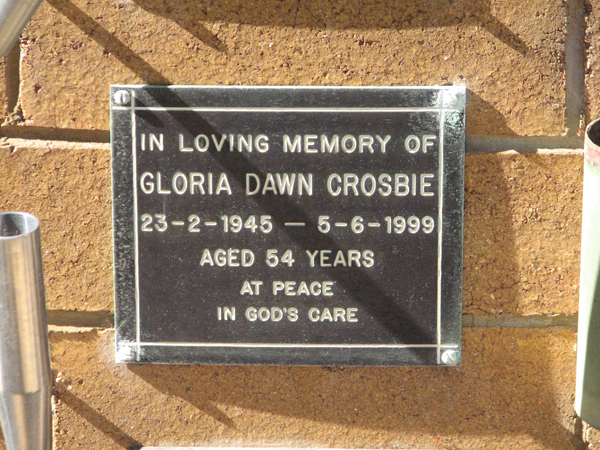 IN LOVING MEMORY OF
GLORIA DAWN CROSBIE
23-2-1945 — 5-6-1999
AGED 54 YEARS
AT PEACE
IN GOD'S CARE